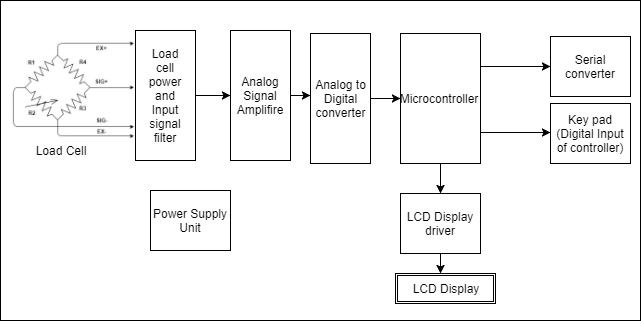 EX+
R1
R4
SIG+
R2
R3
SIG-
EX-
Load Cell
Load
cell
power
and
Input
signal
filter
Analog
Signal
Amplifire
Analog to
Digital
converter
Microcontroller
Serial
converter
Key pad
(Digital Input
of controller)
Power Supply
Unit
LCD Display
driver
LCD Display